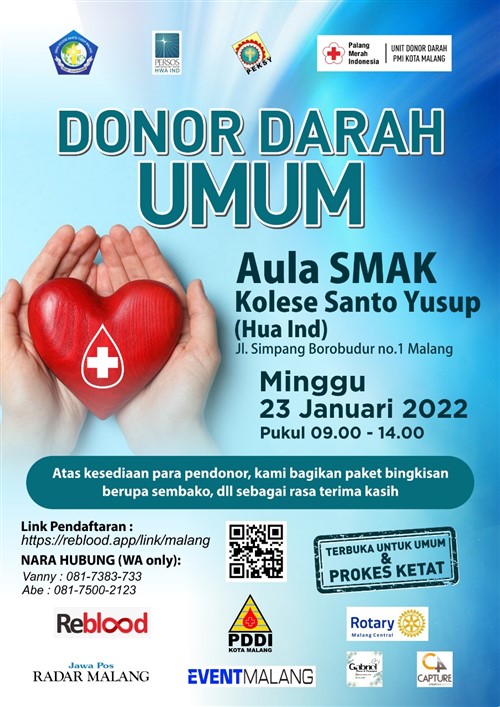 PERSOS
HWA IND
PEKSY
Palang
Merah
Indonesia
UNIT DONOR DARAH
PMI KOTA MALANG
DONOR DARAH
UMUM
Aula SMAK
Kolese Santo Yusup
(Hua Ind)
Jl. Simpang Borobudur no.1 Malang
Minggu
23 Januari 2022
Pukul 09.00 - 14.00
Atas kesediaan para pendonor, kami bagikan paket bingkisan
berupa sembako, dll sebagai rasa terima kasih
Link Pendaftaran :
https://reblood.app/link/malang
NARA HUBUNG (WA only):
Vanny : 081-7383-733
Abe : 081-7500-2123
TERBUKA UNTUK UMUM
&
PROKES KETAT
Reblood
PDDI
KOTA MALANG
Rotary
Malang Central
Jawa Pos
RADAR MALANG
EVENTMALANG
Gabriel
CAPTURE